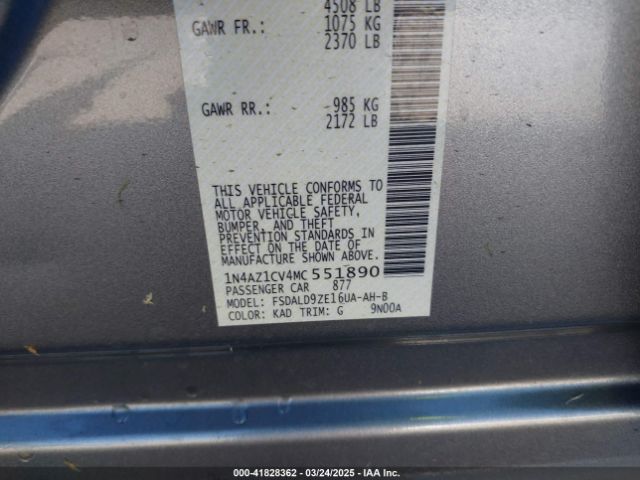 4508 LB
GAWR FR.: 1075 KG
2370 LB
GAWR RR.: 985 KG
2172 LB
THIS VEHICLE CONFORMS TO
ALL APPLICABLE FEDERAL
MOTOR VEHICLE SAFETY,
BUMPER, AND THEFT
PREVENTION STANDARDS IN
EFFECT ON THE DATE OF
MANUFACTURE SHOWN ABOVE.
1N4AZ1CV4MC551890
PASSENGER CAR 877
MODEL: FSDALD9ZE16UA-AH-B
COLOR: KAD TRIM: G 9N00A
000-41828362 — 03/24/2025 — IAA Inc.